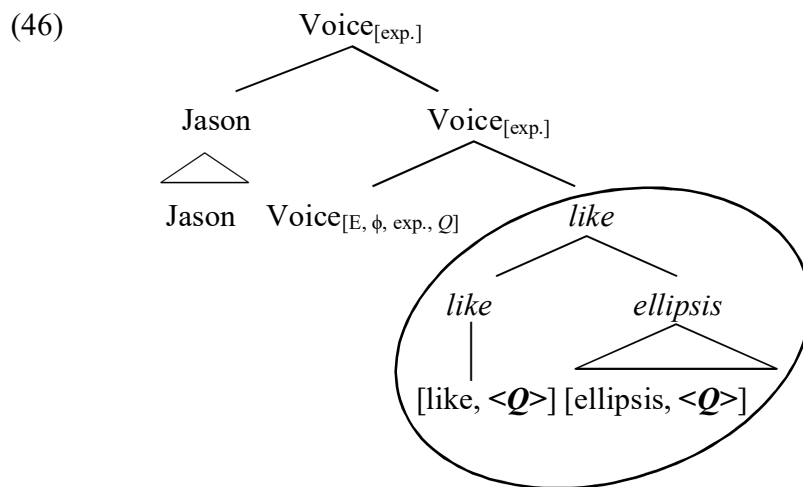 (46)
Voice[exp.]
Jason Voice[exp.]
Jason Voice[E, ϕ, exp., Q] like
like ellipsis
[like, <Q>] [ellipsis, <Q>]